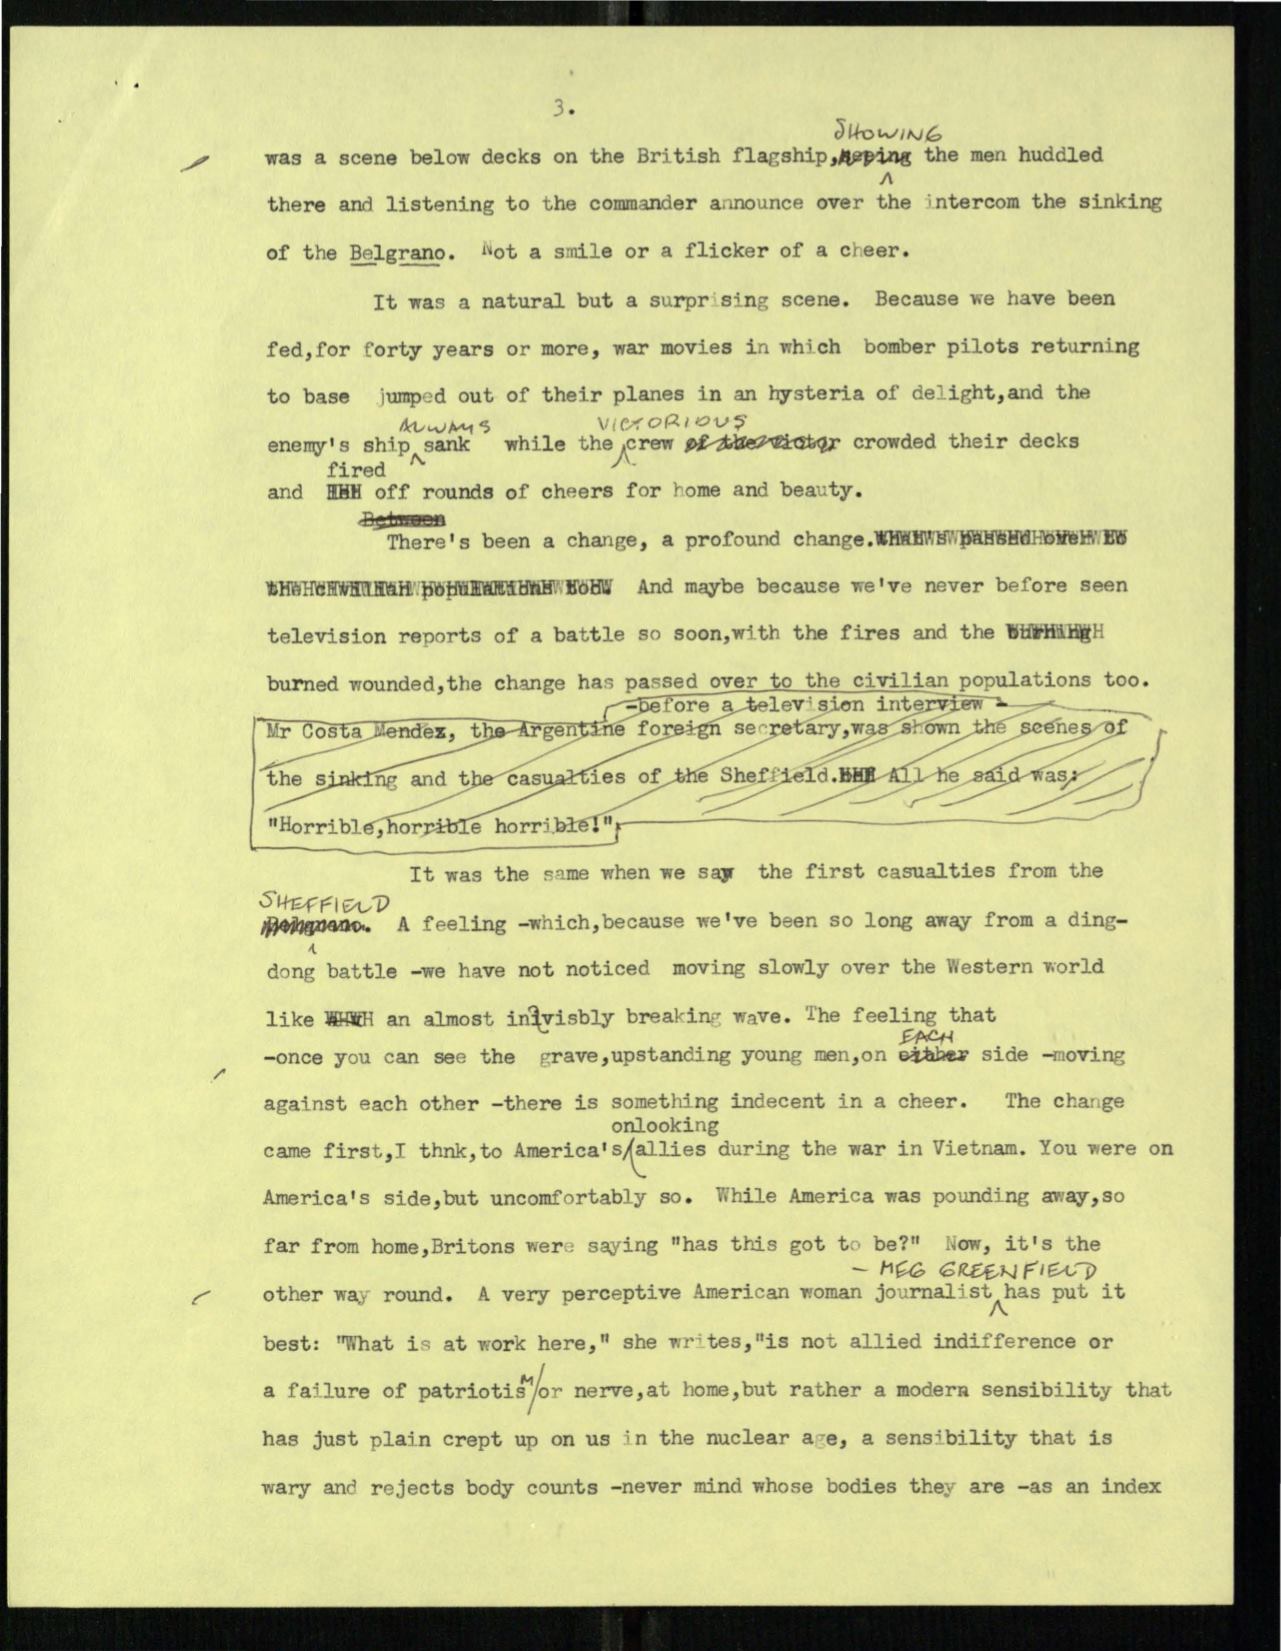 3.
SHOWING
was a scene below decks on the British flagship, the men huddled
there and listening to the commander announce over the intercom the sinking
of the Belgrano. Not a smile or a flicker of a cheer.
It was a natural but a surprising scene. Because we have been
fed,for forty years or more, war movies in which bomber pilots returning
to base jumped out of their planes in an hysteria of delight,and the
ALWAYS VICTORIOUS
enemy's ship sank while the crew of the victor crowded their decks
fired
and off rounds of cheers for home and beauty.
Between
There's been a change, a profound change. passed over to
the civilian populations too. And maybe because we've never before seen
television reports of a battle so soon,with the fires and the burning
burned wounded,the change has passed over to the civilian populations too.
-before a television interview -
Mr Costa Mendez, the Argentine foreign secretary,was shown the scenes of
the sinking and the casualties of the Sheffield. All he said was:
"Horrible,horrible horrible!"
It was the same when we saw the first casualties from the
SHEFFIELD
Belgrano. A feeling -which,because we've been so long away from a ding-
dong battle -we have not noticed moving slowly over the Western world
like an almost invisbly breaking wave. The feeling that
EACH
-once you can see the grave,upstanding young men,on either side -moving
against each other -there is something indecent in a cheer. The change
onlooking
came first,I thnk,to America's allies during the war in Vietnam. You were on
America's side,but uncomfortably so. While America was pounding away,so
far from home,Britons were saying "has this got to be?" Now, it's the
- MEG GREENFIELD
other way round. A very perceptive American woman journalist has put it
best: "What is at work here," she writes,"is not allied indifference or
a failure of patriotisM/or nerve,at home,but rather a modern sensibility that
has just plain crept up on us in the nuclear age, a sensibility that is
wary and rejects body counts -never mind whose bodies they are -as an index